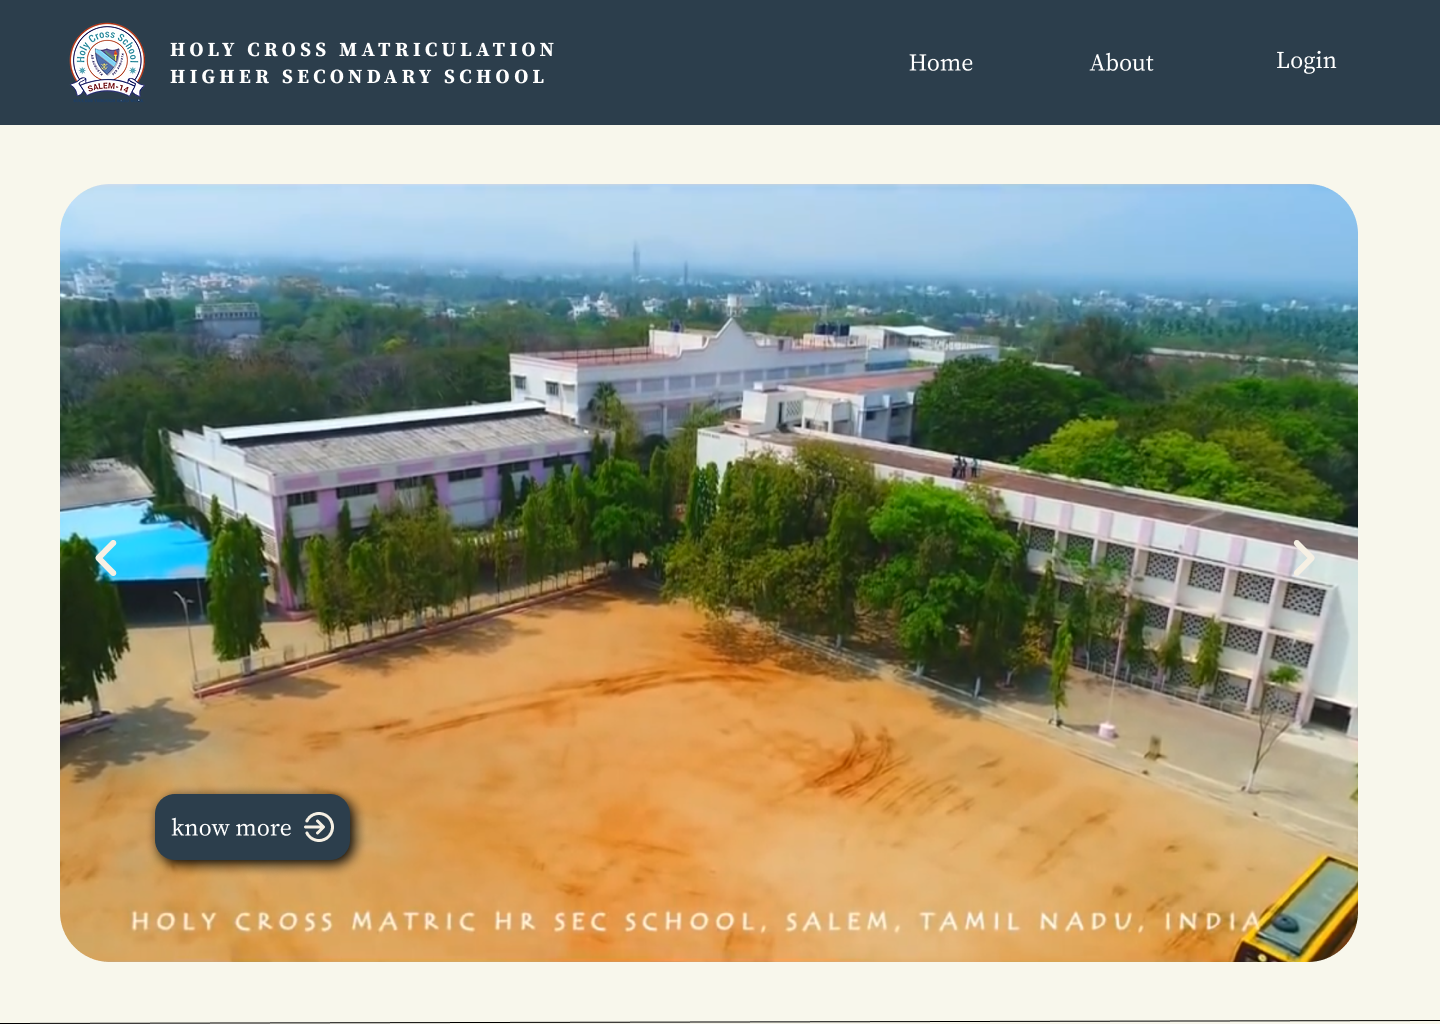 Holy Cross School
SALEM-14
HOLY CROSS MATRICULATION
HIGHER SECONDARY SCHOOL
Home
About
Login
know more
HOLY CROSS MATRIC HR SEC SCHOOL, SALEM, TAMIL NADU, INDIA